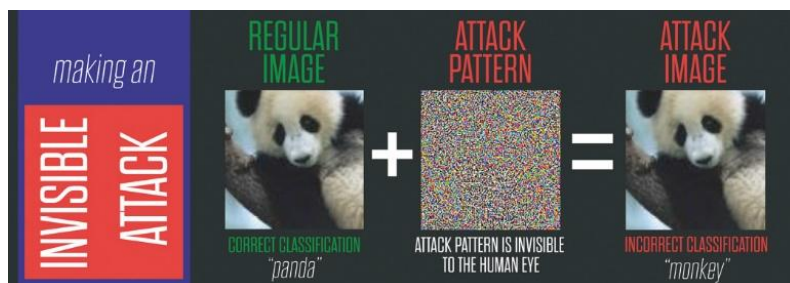 making an
INVISIBLE
ATTACK
REGULAR
IMAGE
CORRECT CLASSIFICATION
"panda"
+
ATTACK
PATTERN
ATTACK PATTERN IS INVISIBLE
TO THE HUMAN EYE
=
ATTACK
IMAGE
INCORRECT CLASSIFICATION
"monkey"